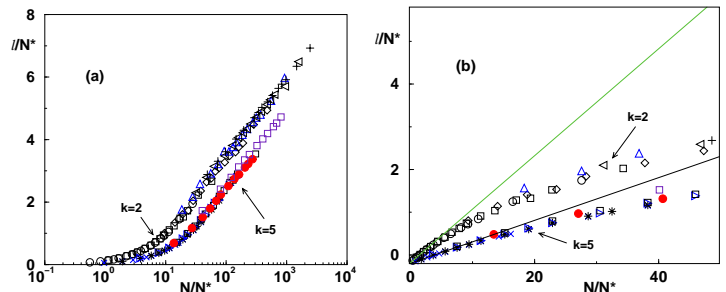 8
ℓ/N*
6
4
2
0
(a)
k=2
k=5
10⁻¹ 10⁰ 10¹ 10² 10³ 10⁴
N/N*
ℓ/N*
4
2
0
(b)
k=2
k=5
0 20 40
N/N*